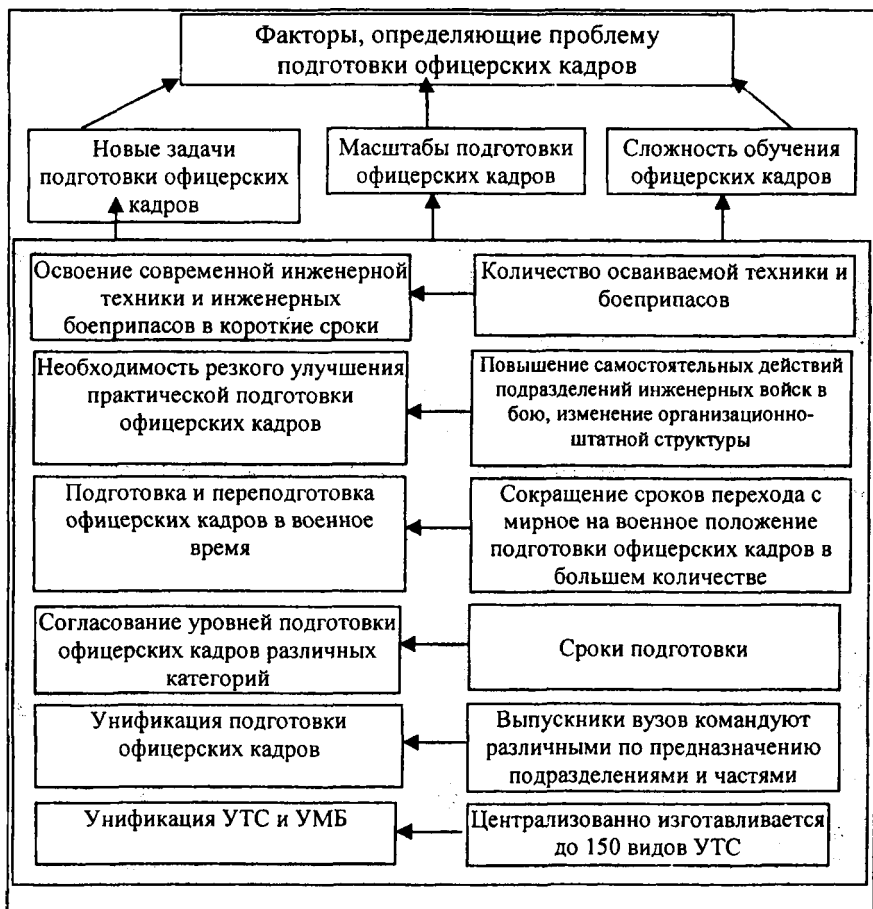 Факторы, определяющие проблему
подготовки офицерских кадров
Новые задачи
подготовки офицерских
кадров
Масштабы подготовки
офицерских кадров
Сложность обучения
офицерских кадров
Освоение современной инженерной
техники и инженерных
боеприпасов в короткие сроки
Количество осваиваемой техники и
боеприпасов
Необходимость резкого улучшения
практической подготовки
офицерских кадров
Повышение самостоятельных действий
подразделений инженерных войск в
бою, изменение организационно-
штатной структуры
Подготовка и переподготовка
офицерских кадров в военное
время
Сокращение сроков перехода с
мирное на военное положение
подготовки офицерских кадров в
большем количестве
Согласование уровней подготовки
офицерских кадров различных
категорий
Сроки подготовки
Унификация подготовки
офицерских кадров
Выпускники вузов командуют
различными по предназначению
подразделениями и частями
Унификация УТС и УМБ
Централизованно изготавливается
до 150 видов УТС